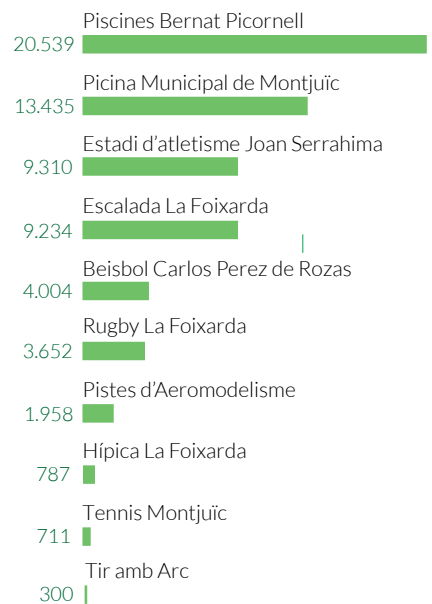 Piscines Bernat Picornell
20.539
Picina Municipal de Montjuïc
13.435
Estadi d’atletisme Joan Serrahima
9.310
Escalada La Foixarda
9.234
Beisbol Carlos Perez de Rozas
4.004
Rugby La Foixarda
3.652
Pistes d’Aeromodelisme
1.958
Hípica La Foixarda
787
Tennis Montjuïc
711
Tir amb Arc
300